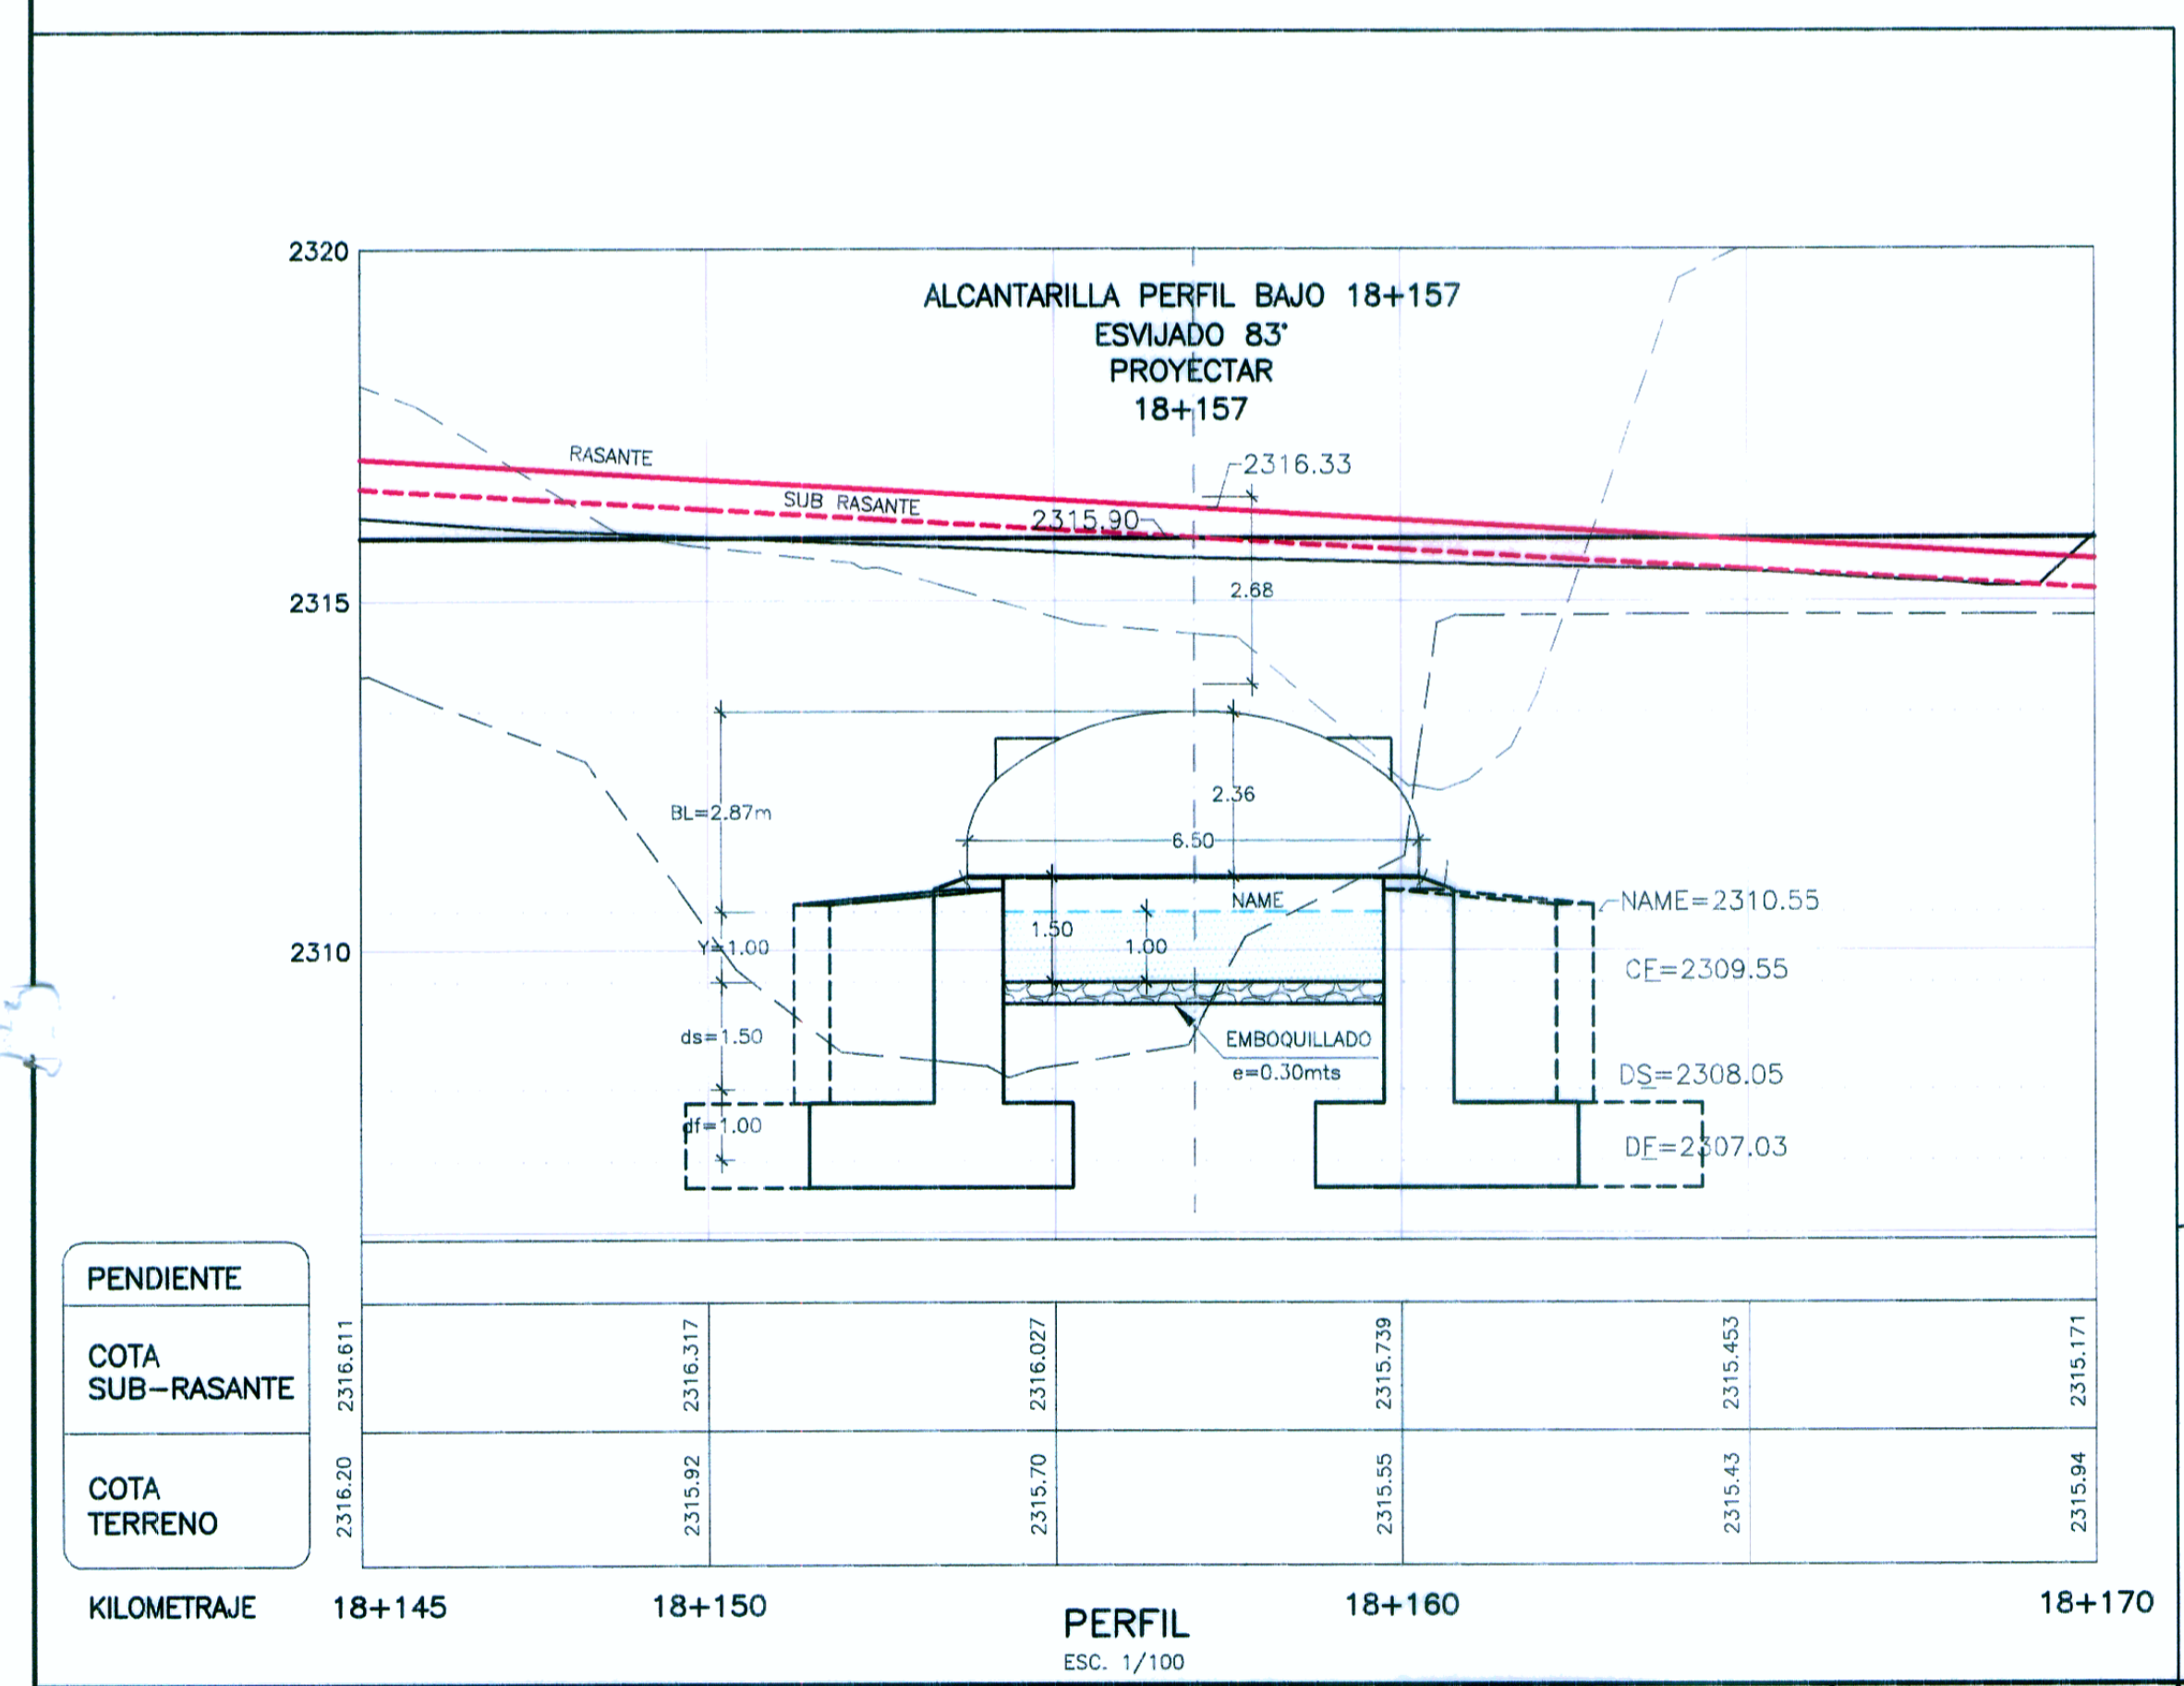 2320
ALCANTARILLA PERFIL BAJO 18+157
ESVIJADO 83°
PROYECTAR
18+157
RASANTE
2316.33
SUB RASANTE
2315.90
2315
2.68
BL=2.87m
2.36
6.50
NAME
NAME=2310.55
1.50
1.00
Y=1.00
2310
CF=2309.55
ds=1.50
EMBOQUILLADO
e=0.30mts
DS=2308.05
df=1.00
DF=2307.03
PENDIENTE
COTA
SUB-RASANTE
2316.611
2316.317
2316.027
2315.739
2315.453
2315.171
COTA
TERRENO
2316.20
2315.92
2315.70
2315.55
2315.43
2315.94
KILOMETRAJE
18+145
18+150
18+160
18+170
PERFIL
ESC. 1/100